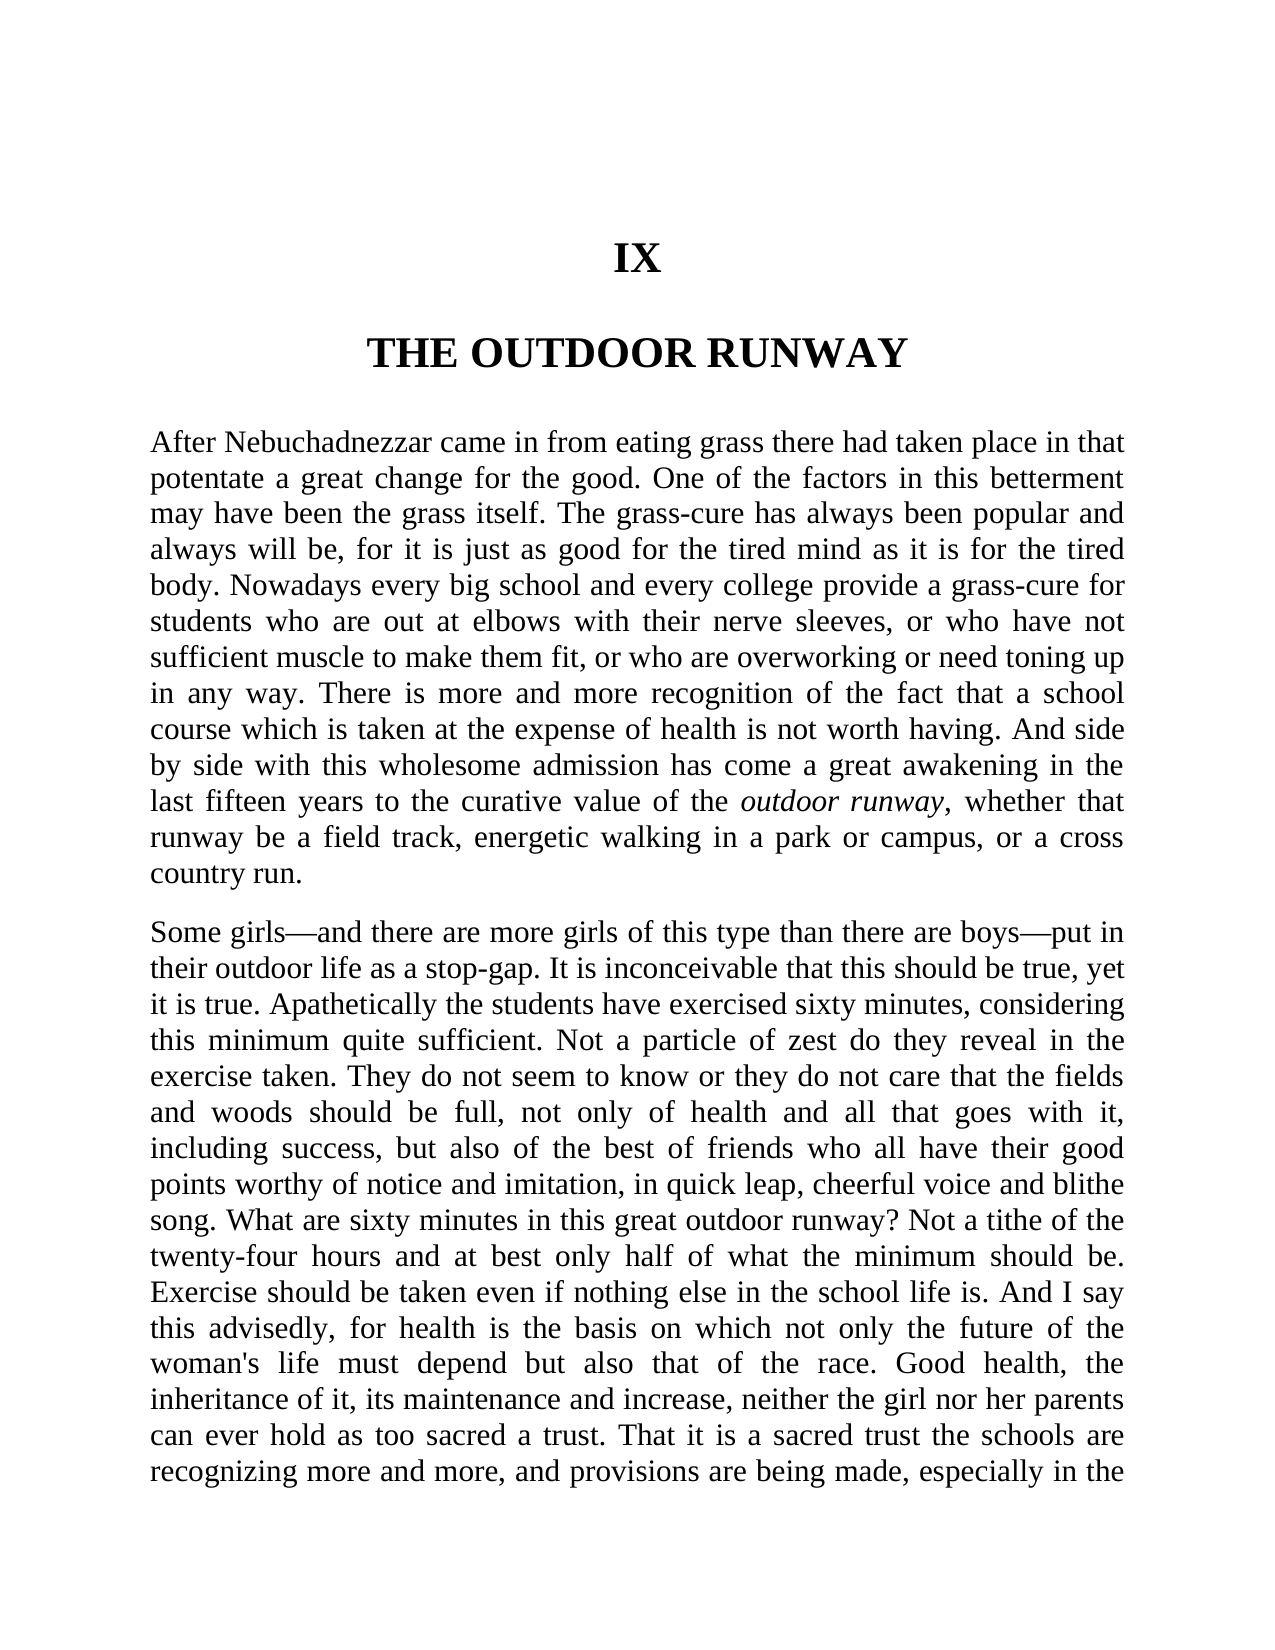 IX
THE OUTDOOR RUNWAY
After Nebuchadnezzar came in from eating grass there had taken place in that
potentate a great change for the good. One of the factors in this betterment
may have been the grass itself. The grass-cure has always been popular and
always will be, for it is just as good for the tired mind as it is for the tired
body. Nowadays every big school and every college provide a grass-cure for
students who are out at elbows with their nerve sleeves, or who have not
sufficient muscle to make them fit, or who are overworking or need toning up
in any way. There is more and more recognition of the fact that a school
course which is taken at the expense of health is not worth having. And side
by side with this wholesome admission has come a great awakening in the
last fifteen years to the curative value of the outdoor runway, whether that
runway be a field track, energetic walking in a park or campus, or a cross
country run.
Some girls—and there are more girls of this type than there are boys—put in
their outdoor life as a stop-gap. It is inconceivable that this should be true, yet
it is true. Apathetically the students have exercised sixty minutes, considering
this minimum quite sufficient. Not a particle of zest do they reveal in the
exercise taken. They do not seem to know or they do not care that the fields
and woods should be full, not only of health and all that goes with it,
including success, but also of the best of friends who all have their good
points worthy of notice and imitation, in quick leap, cheerful voice and blithe
song. What are sixty minutes in this great outdoor runway? Not a tithe of the
twenty-four hours and at best only half of what the minimum should be.
Exercise should be taken even if nothing else in the school life is. And I say
this advisedly, for health is the basis on which not only the future of the
woman's life must depend but also that of the race. Good health, the
inheritance of it, its maintenance and increase, neither the girl nor her parents
can ever hold as too sacred a trust. That it is a sacred trust the schools are
recognizing more and more, and provisions are being made, especially in the